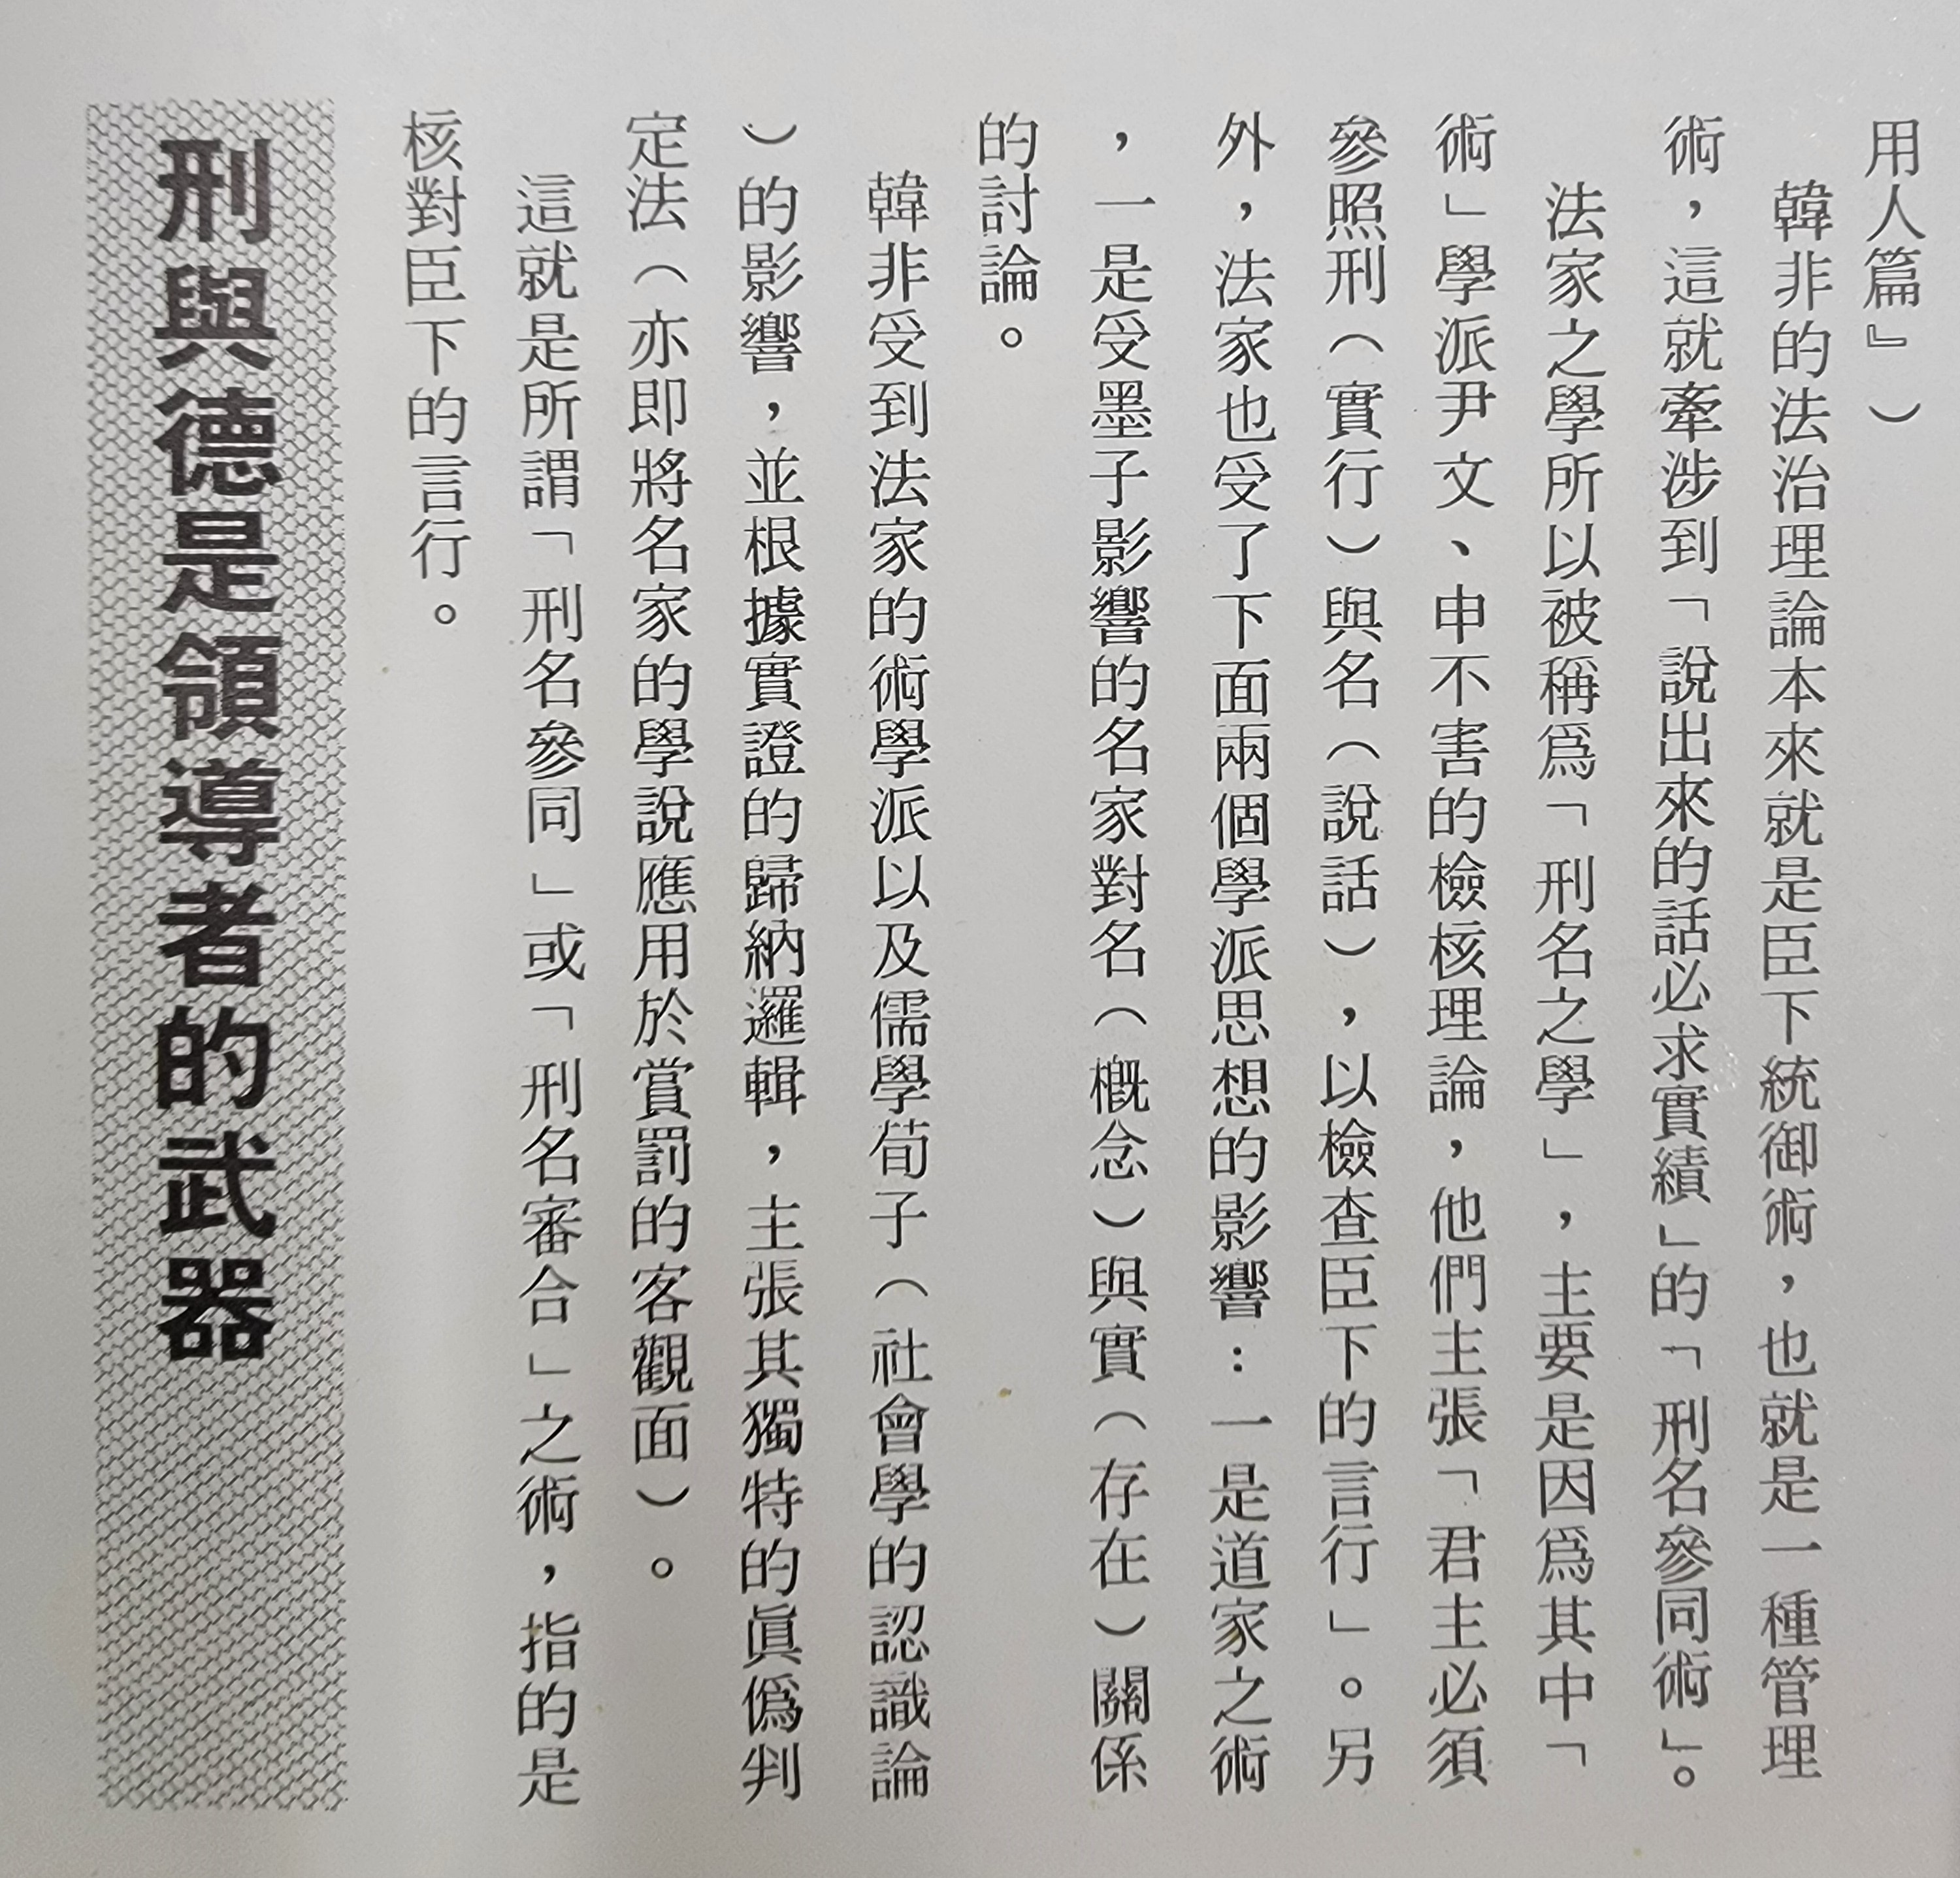 用人篇』）
韓非的法治理論本來就是臣下統御術，也就是一種管理
術，這就牽涉到「說出來的話必求實績」的「刑名參同術」。
法家之學所以被稱爲「刑名之學」，主要是因爲其中「
術」學派尹文、申不害的檢核理論，他們主張「君主必須
參照刑（實行）與名（說話），以檢查臣下的言行」。另
外，法家也受了下面兩個學派思想的影響：一是道家之術
，一是受墨子影響的名家對名（概念）與實（存在）關係
的討論。
韓非受到法家的術學派以及儒學荀子（社會學的認識論
）的影響，並根據實證的歸納邏輯，主張其獨特的眞僞判
定法（亦即將名家的學說應用於賞罰的客觀面）。
這就是所謂「刑名參同」或「刑名審合」之術，指的是
核對臣下的言行。
刑與德是領導者的武器